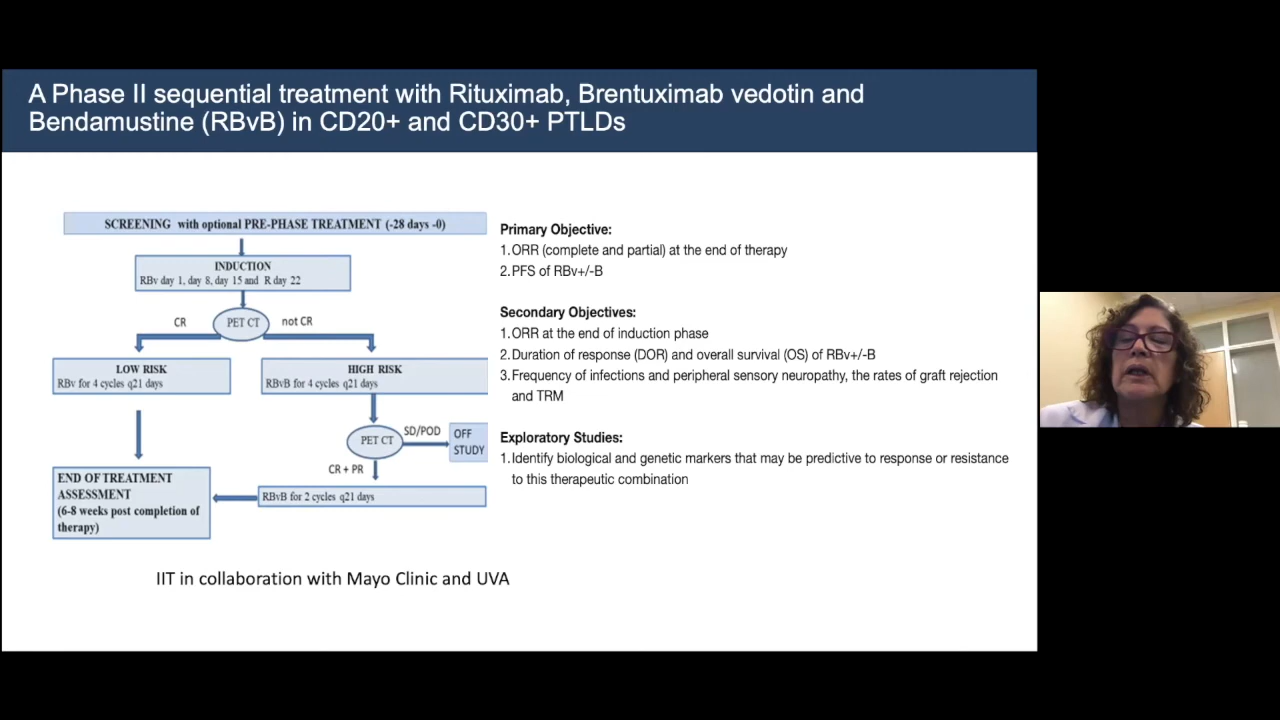 A Phase II sequential treatment with Rituximab, Brentuximab vedotin and
Bendamustine (RBvB) in CD20+ and CD30+ PTLDs
SCREENING with optional PRE-PHASE TREATMENT (-28 days -0)
INDUCTION
RBv day 1, day 8, day 15 and R day 22
CR
PET CT
not CR
LOW RISK
RBv for 4 cycles q21 days
HIGH RISK
RBvB for 4 cycles q21 days
PET CT
SD/POD
OFF
STUDY
CR + PR
RBvB for 2 cycles q21 days
END OF TREATMENT
ASSESSMENT
(6-8 weeks post completion of
therapy)
IIT in collaboration with Mayo Clinic and UVA
Primary Objective:
1. ORR (complete and partial) at the end of therapy
2. PFS of RBv+/-B
Secondary Objectives:
1. ORR at the end of induction phase
2. Duration of response (DOR) and overall survival (OS) of RBv+/-B
3. Frequency of infections and peripheral sensory neuropathy, the rates of graft rejection
and TRM
Exploratory Studies:
1. Identify biological and genetic markers that may be predictive to response or resistance
to this therapeutic combination